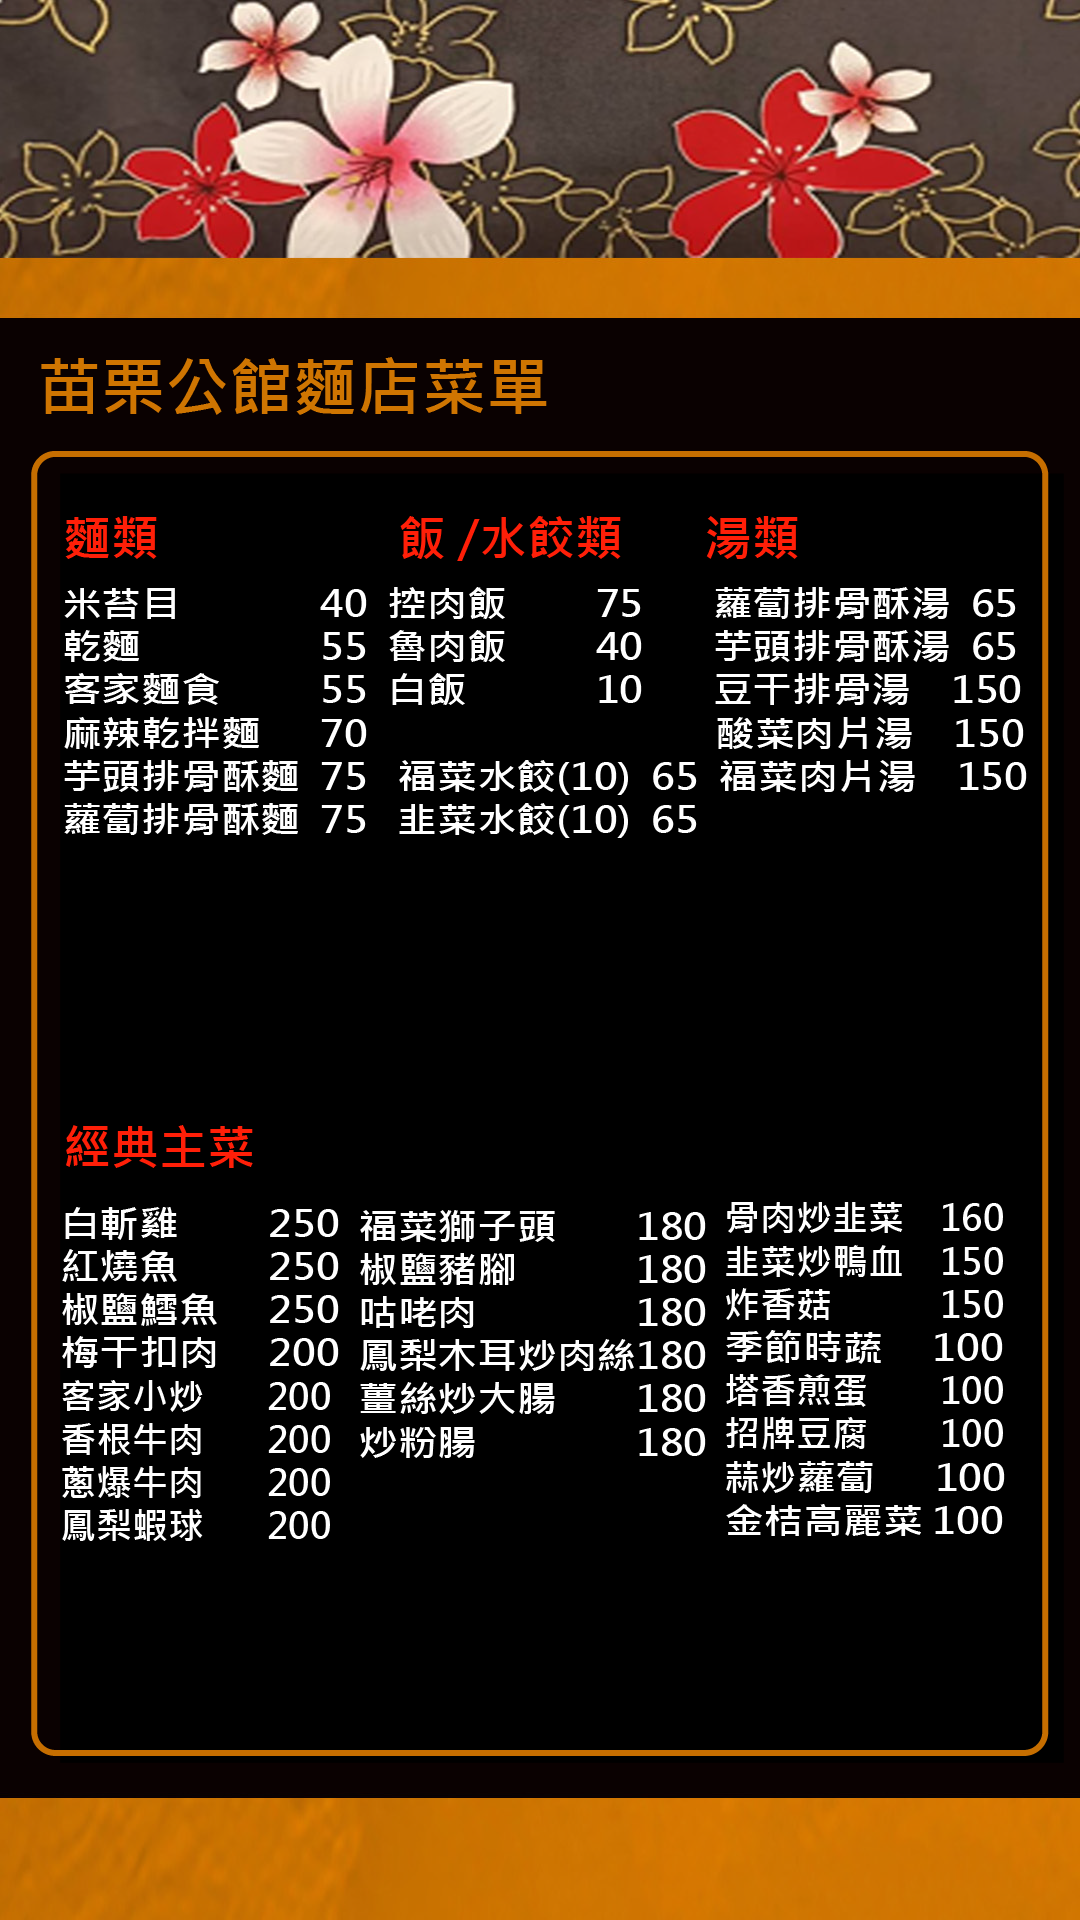 苗栗公館麵店菜單
麵類
米苔目 40
乾麵 55
客家麵食 55
麻辣乾拌麵 70
芋頭排骨酥麵 75
蘿蔔排骨酥麵 75
飯 /水餃類
控肉飯 75
魯肉飯 40
白飯 10
福菜水餃(10) 65
韭菜水餃(10) 65
湯類
蘿蔔排骨酥湯 65
芋頭排骨酥湯 65
豆干排骨湯 150
酸菜肉片湯 150
福菜肉片湯 150
經典主菜
白斬雞 250
紅燒魚 250
椒鹽鱈魚 250
梅干扣肉 200
客家小炒 200
香根牛肉 200
蔥爆牛肉 200
鳳梨蝦球 200
福菜獅子頭 180
椒鹽豬腳 180
咕咾肉 180
鳳梨木耳炒肉絲180
薑絲炒大腸 180
炒粉腸 180
骨肉炒韭菜 160
韭菜炒鴨血 150
炸香菇 150
季節時蔬 100
塔香煎蛋 100
招牌豆腐 100
蒜炒蘿蔔 100
金桔高麗菜 100